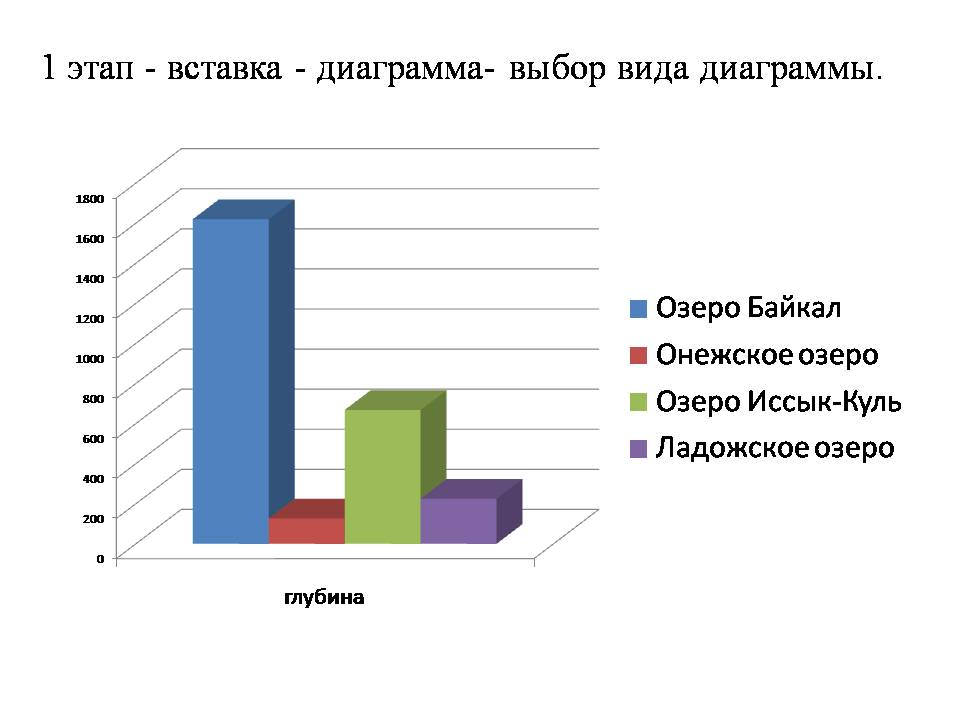 1 этап - вставка - диаграмма- выбор вида диаграммы.
1800
1600
1400
1200
1000
800
600
400
200
0
глубина
Озеро Байкал
Онежское озеро
Озеро Иссык-Куль
Ладожское озеро